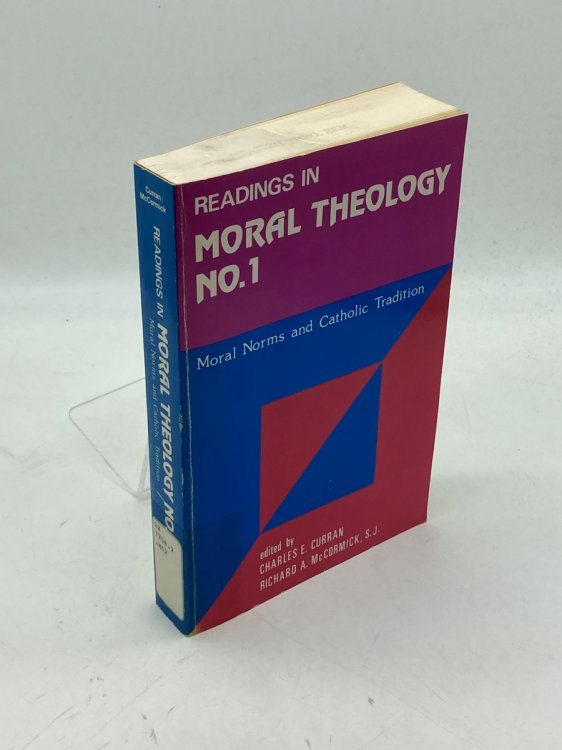 READINGS IN
MORAL THEOLOGY
NO.1
Moral Norms and Catholic Tradition
edited by
CHARLES E. CURRAN
RICHARD A. McCORMICK, S.J.
Curran/
McCormick
READINGS IN MORAL THEOLOGY NO.
Moral Norms and Catholic Tradition